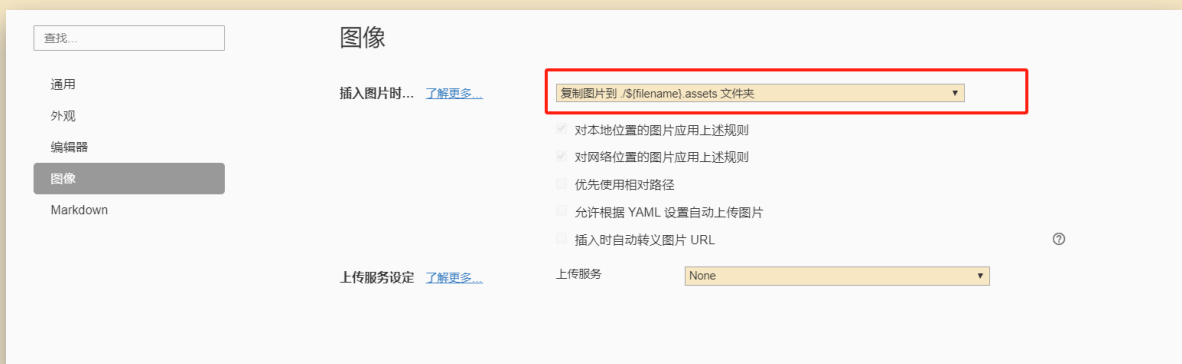 查找...
图像
通用
外观
编辑器
图像
Markdown
插入图片时... 了解更多... 复制图片到 ./${filename}.assets 文件夹
对本地位置的图片应用上述规则
对网络位置的图片应用上述规则
优先使用相对路径
允许根据 YAML 设置自动上传图片
插入时自动转义图片 URL
上传服务设定 了解更多... 上传服务 None